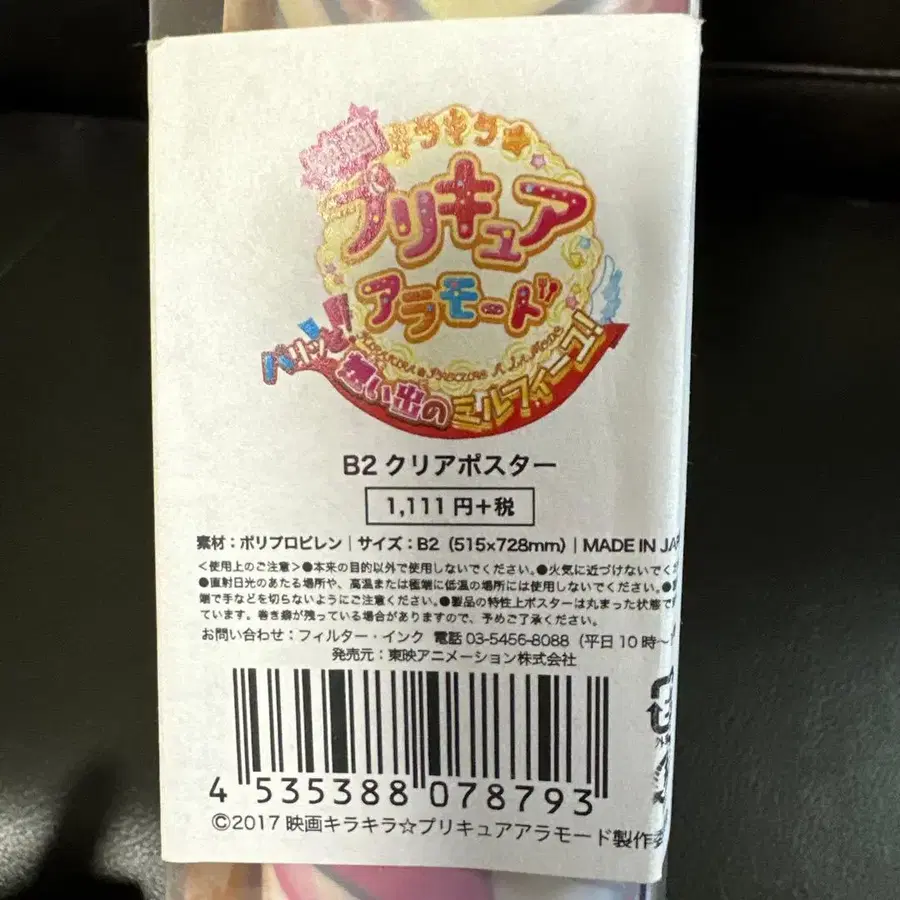 映画
キラキラ☆
プリキュア
アラモード
KIRAKIRA☆PRECURE A LA MODE
パリッと!
想い出のミルフィーユ!
B2 クリアポスター
1,111 円+税
素材:ポリプロピレン|サイズ:B2(515×728mm)|MADE IN JAP
<使用上のご注意>●本来の目的以外で使用しないでください。●火気に近づけないでく
●直射日光のあたる場所や、高温または極端に低温の場所には使用しないでください。●
端で手などを切らないようにご注意ください。●製品の特性上ポスターは丸まった状態で
ています。巻き癖が残っている場合がありますので、予めご了承ください。
お問い合わせ:フィルター・インク 電話 03-5456-8088(平日 10 時〜
発売元:東映アニメーション株式会社
4 535388 078793
©2017 映画キラキラ☆プリキュアアラモード製作委